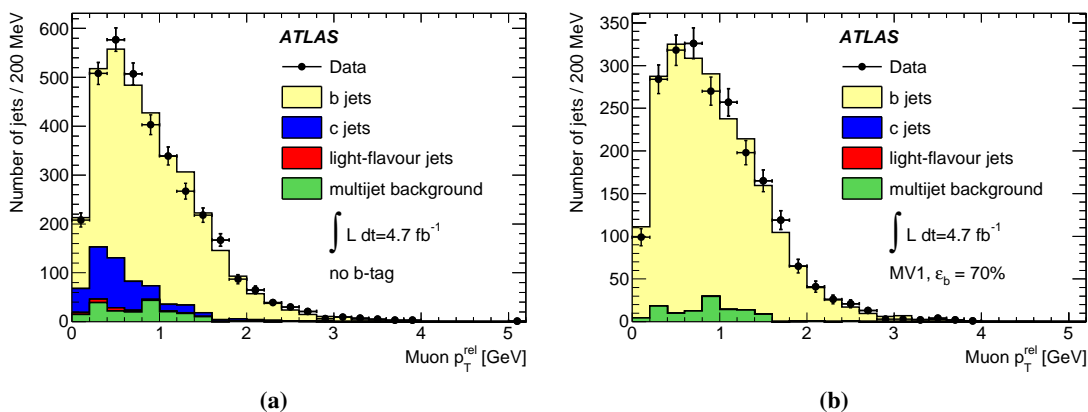 Number of jets / 200 MeV
600
500
400
300
200
100
0
0 1 2 3 4 5
Muon p_T^rel [GeV]
ATLAS
Data
b jets
c jets
light-flavour jets
multijet background
∫ L dt=4.7 fb^-1
no b-tag
(a)
Number of jets / 200 MeV
350
300
250
200
150
100
50
0
0 1 2 3 4 5
Muon p_T^rel [GeV]
ATLAS
Data
b jets
c jets
light-flavour jets
multijet background
∫ L dt=4.7 fb^-1
MV1, ε_b = 70%
(b)